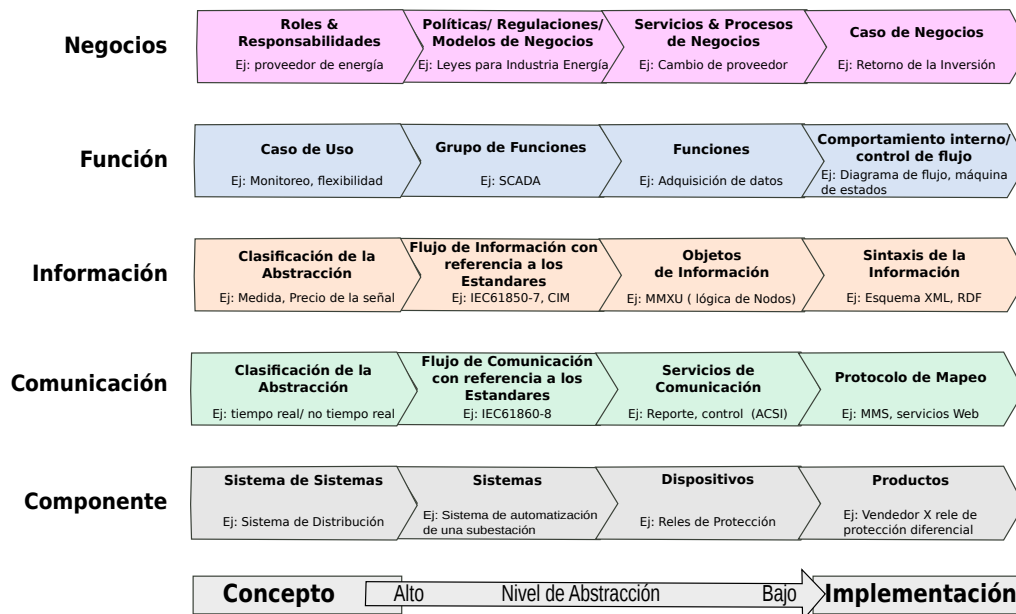 Negocios
Roles &
Responsabilidades
Ej: proveedor de energía
Políticas/ Regulaciones/
Modelos de Negocios
Ej: Leyes para Industria Energía
Servicios & Procesos
de Negocios
Ej: Cambio de proveedor
Caso de Negocios
Ej: Retorno de la Inversión
Función
Caso de Uso
Ej: Monitoreo, flexibilidad
Grupo de Funciones
Ej: SCADA
Funciones
Ej: Adquisición de datos
Comportamiento interno/
control de flujo
Ej: Diagrama de flujo, máquina
de estados
Información
Clasificación de la
Abstracción
Ej: Medida, Precio de la señal
Flujo de Información con
referencia a los
Estandares
Ej: IEC61850-7, CIM
Objetos
de Información
Ej: MMXU ( lógica de Nodos)
Sintaxis de la
Información
Ej: Esquema XML, RDF
Comunicación
Clasificación de la
Abstracción
Ej: tiempo real/ no tiempo real
Flujo de Comunicación
con referencia a los
Estandares
Ej: IEC61860-8
Servicios de
Comunicación
Ej: Reporte, control (ACSI)
Protocolo de Mapeo
Ej: MMS, servicios Web
Componente
Sistema de Sistemas
Ej: Sistema de Distribución
Sistemas
Ej: Sistema de automatización
de una subestación
Dispositivos
Ej: Reles de Protección
Productos
Ej: Vendedor X rele de
protección diferencial
Concepto
Alto
Nivel de Abstracción
Bajo
Implementación